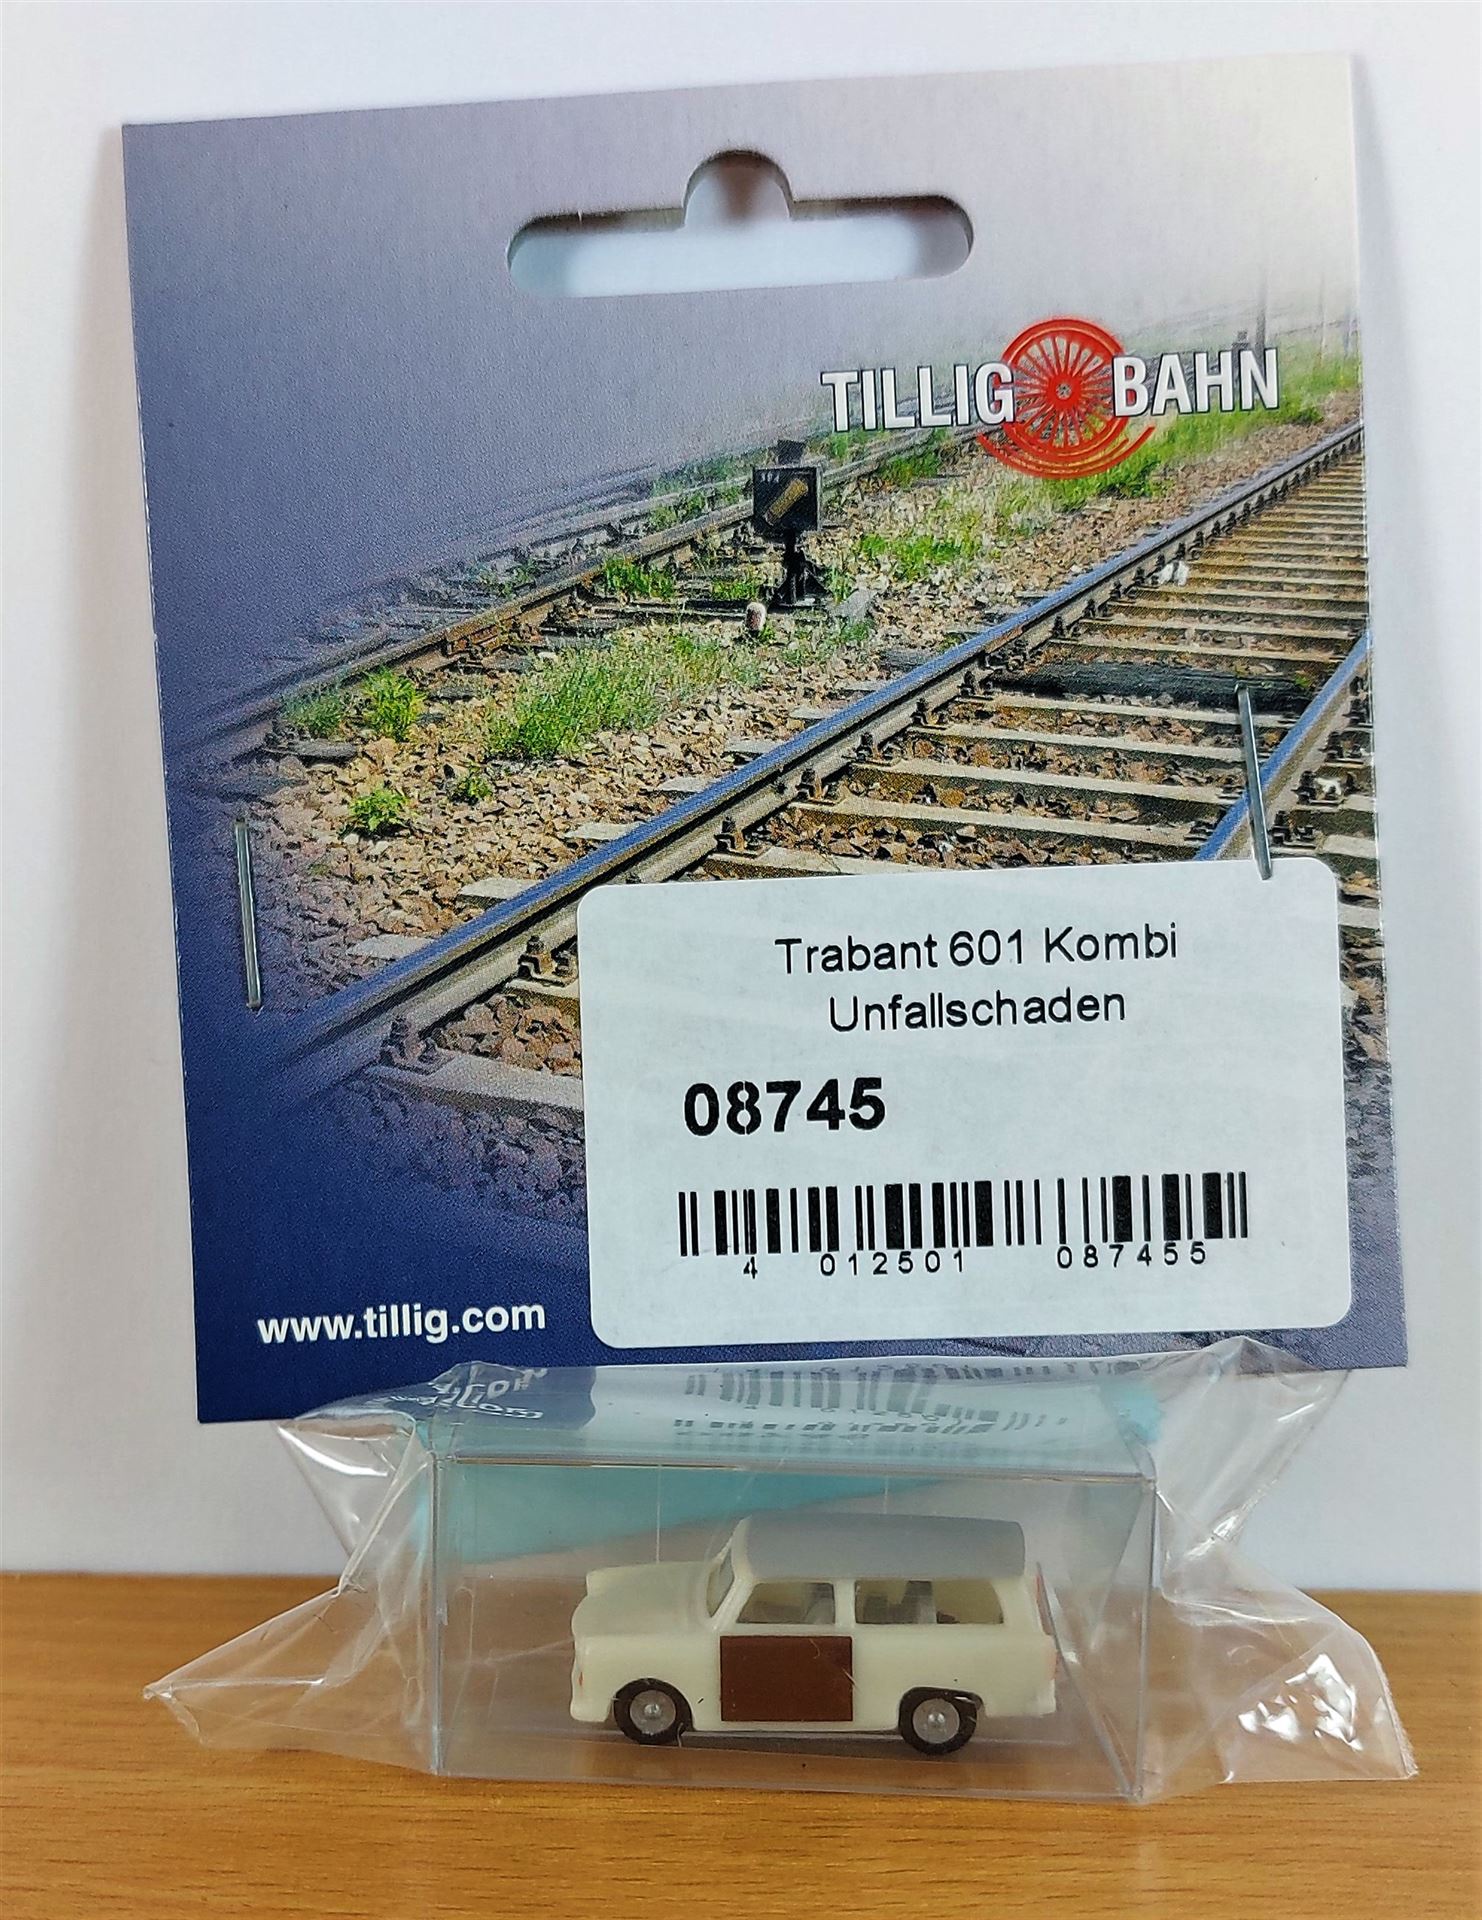 TILLIG BAHN
Trabant 601 Kombi
Unfallschaden
08745
4 012501 087455
www.tillig.com